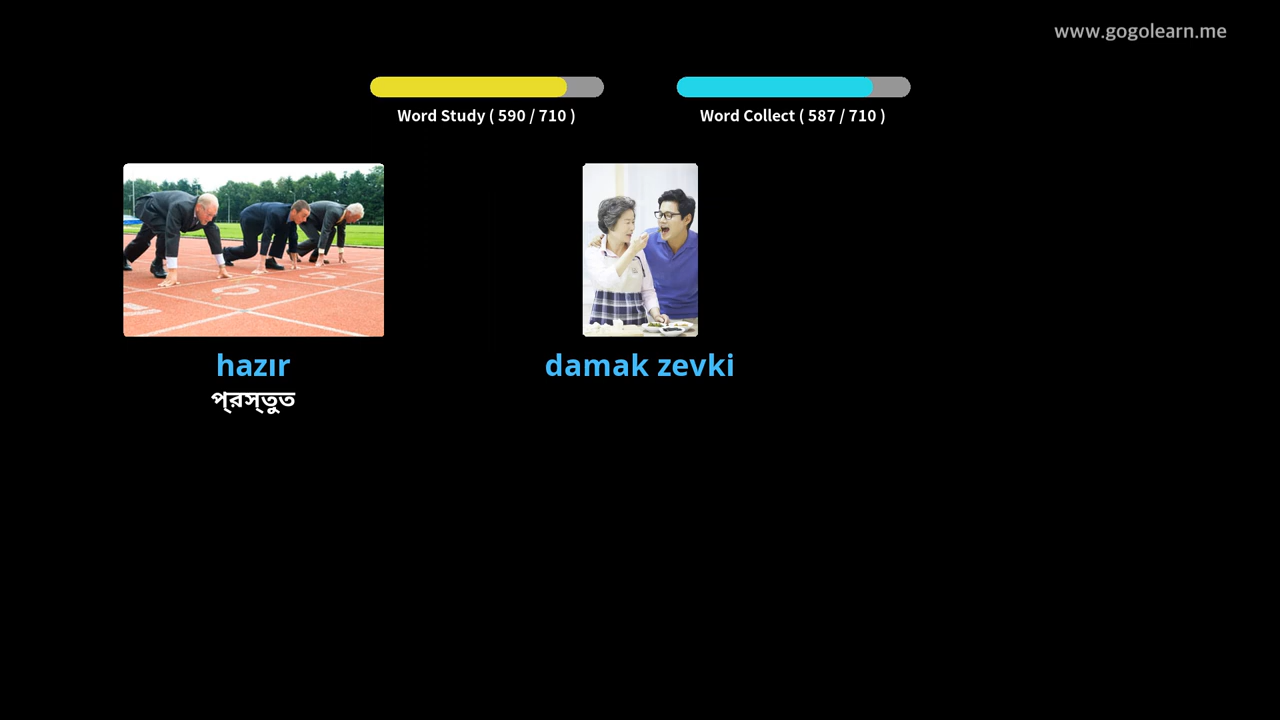 www.gogolearn.me
Word Study ( 590 / 710 )
Word Collect ( 587 / 710 )
hazır
damak zevki
প্রস্তুত